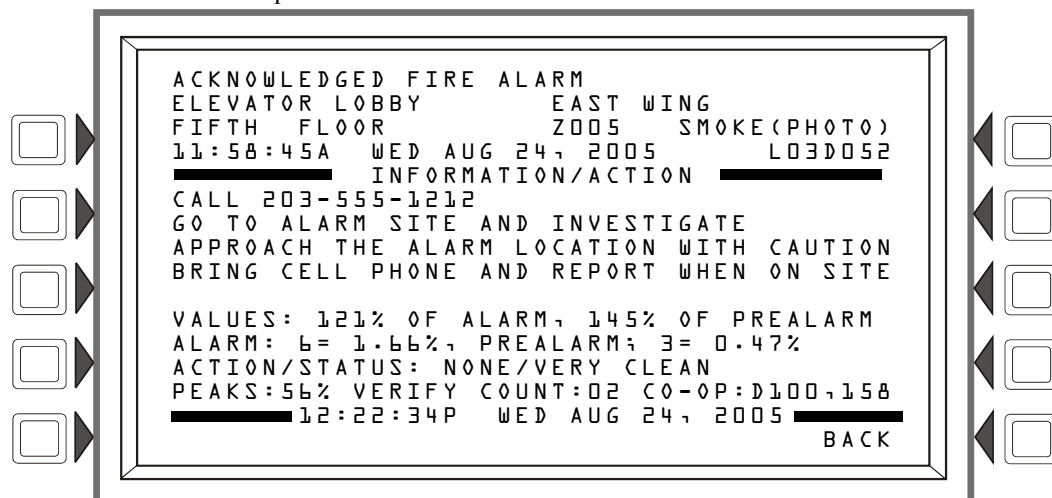 ACKNOWLEDGED FIRE ALARM
ELEVATOR LOBBY EAST WING
FIFTH FLOOR Z005 SMOKE(PHOTO)
11:58:45A WED AUG 24, 2005 L03D052
INFORMATION/ACTION
CALL 203-555-1212
GO TO ALARM SITE AND INVESTIGATE
APPROACH THE ALARM LOCATION WITH CAUTION
BRING CELL PHONE AND REPORT WHEN ON SITE
VALUES: 121% OF ALARM, 145% OF PREALARM
ALARM: 6= 1.66%, PREALARM; 3= 0.47%
ACTION/STATUS: NONE/VERY CLEAN
PEAKS:56% VERIFY COUNT:02 CO-OP:D100,158
12:22:34P WED AUG 24, 2005
BACK